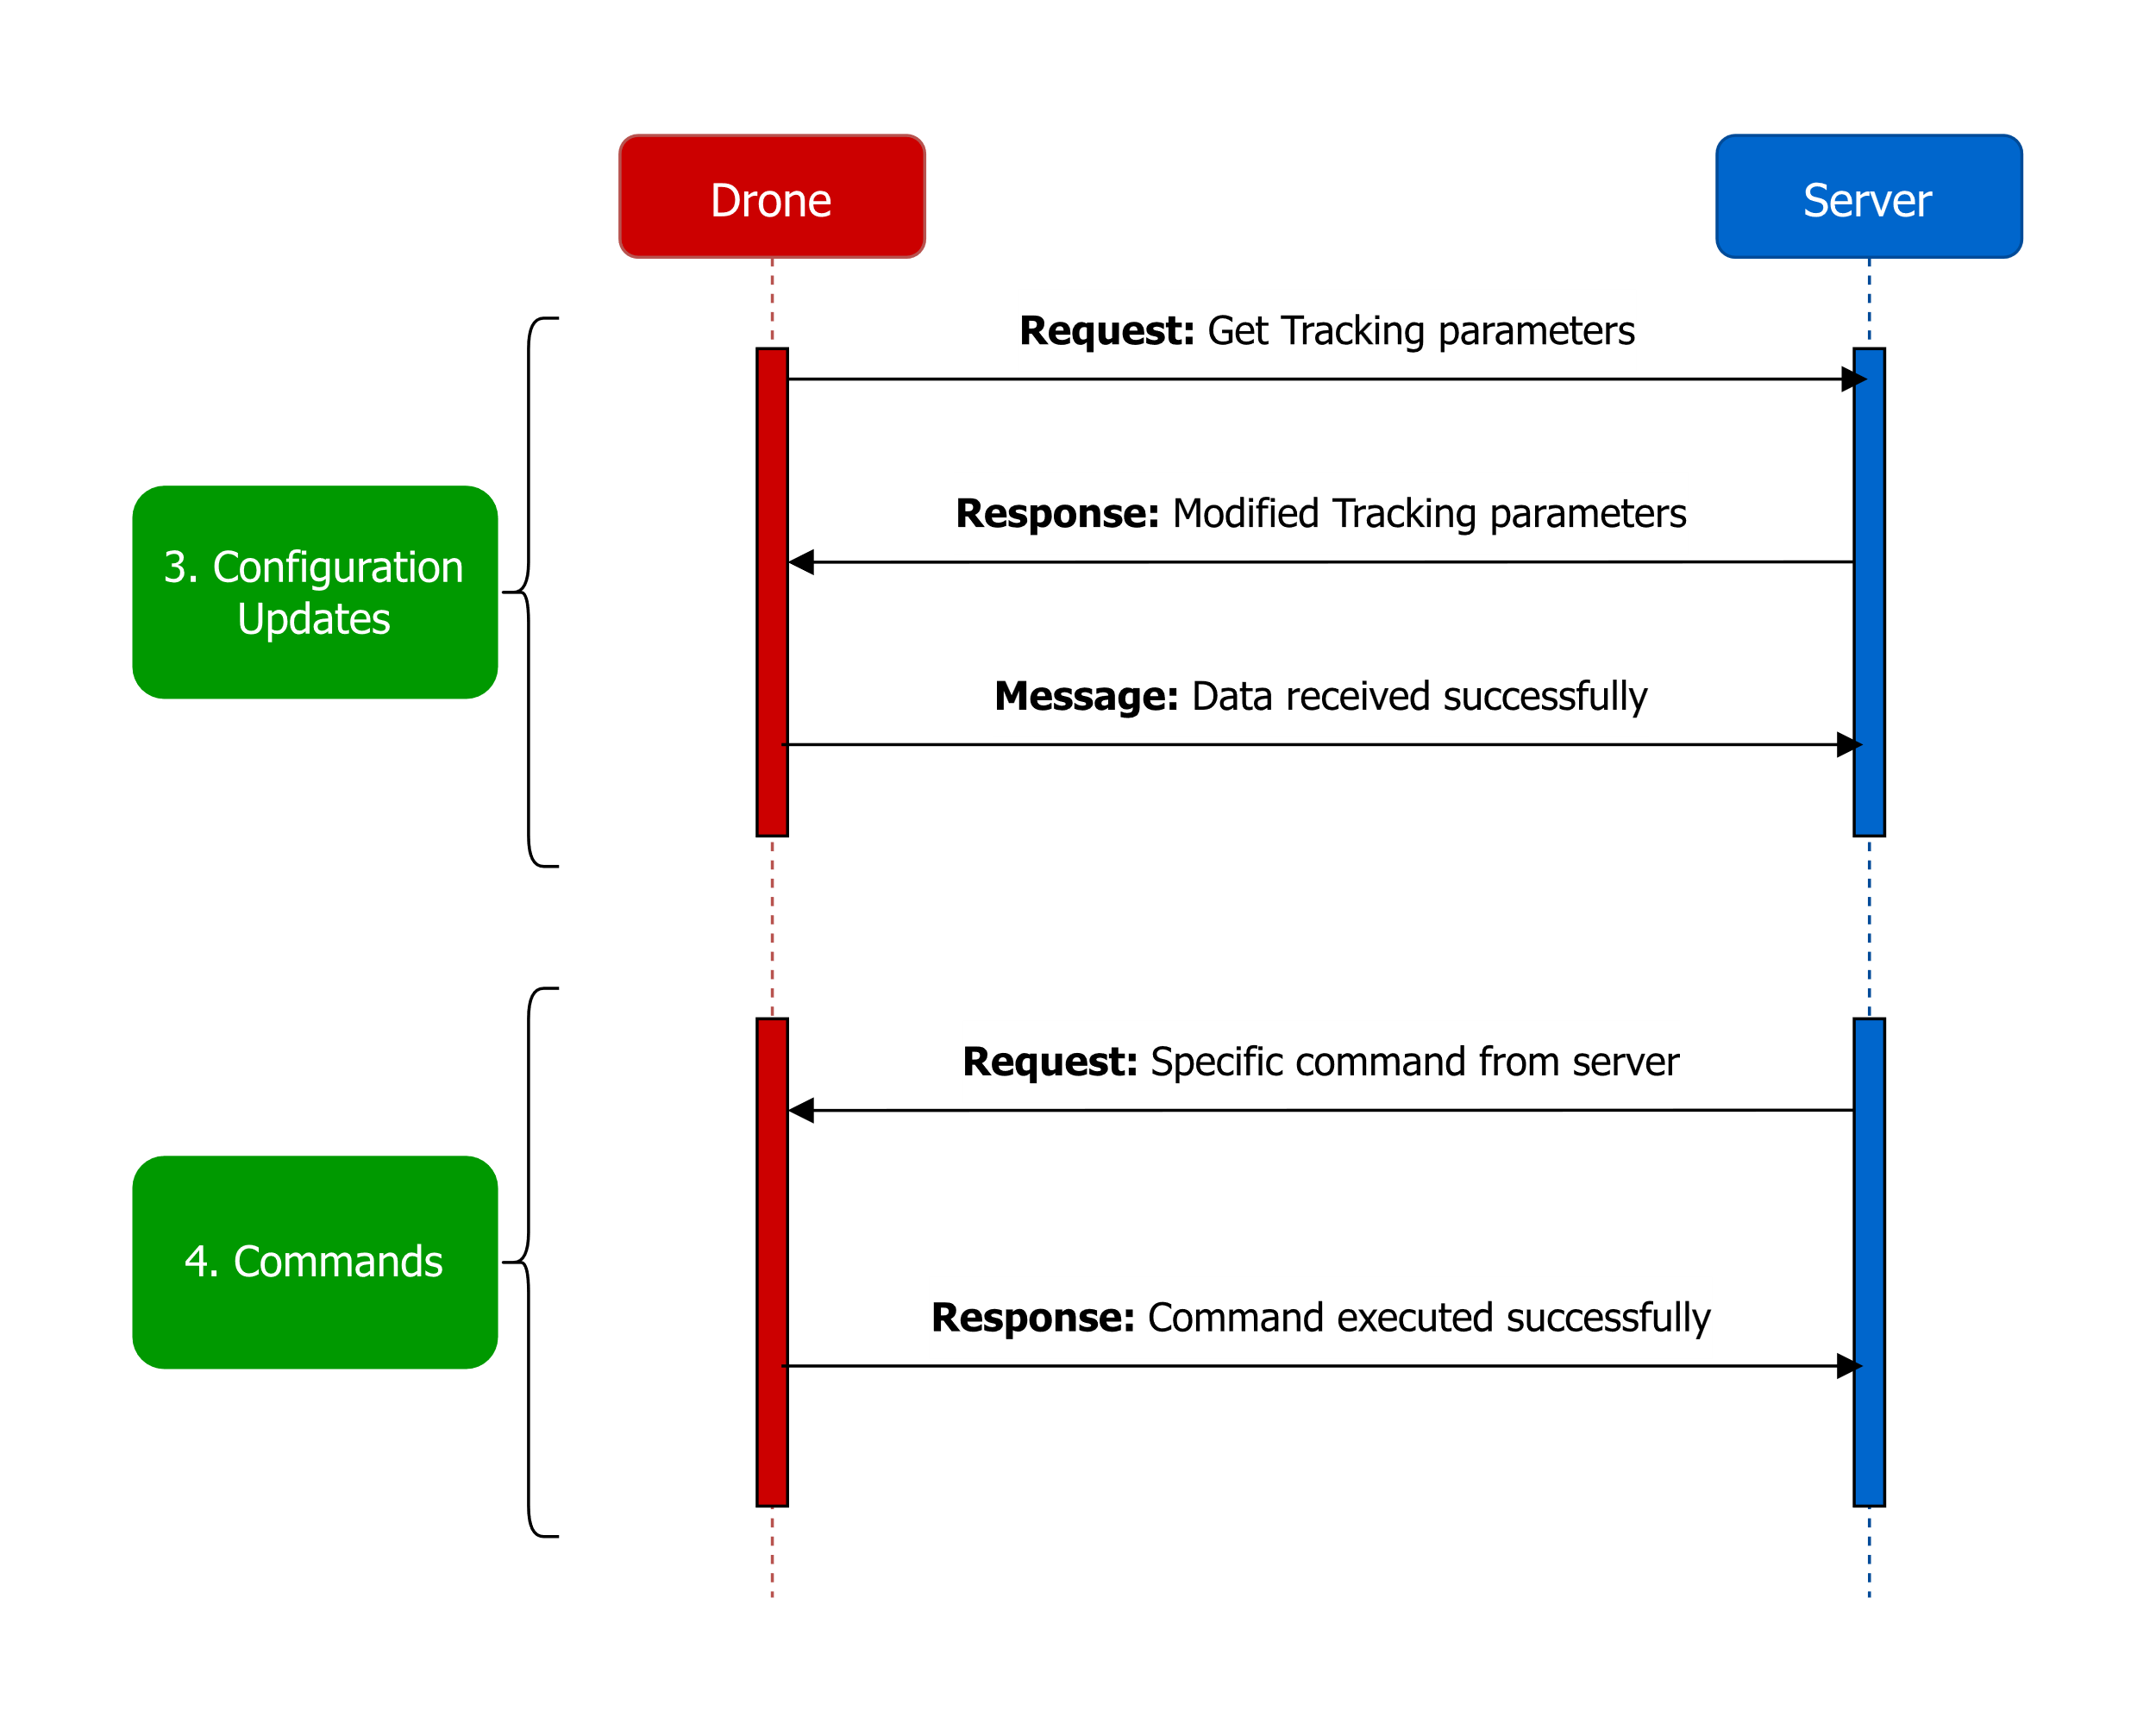 Drone
Server
Request: Get Tracking parameters
Response: Modified Tracking parameters
3. Configuration
Updates
Message: Data received successfully
Request: Specific command from server
4. Commands
Response: Command executed successfully